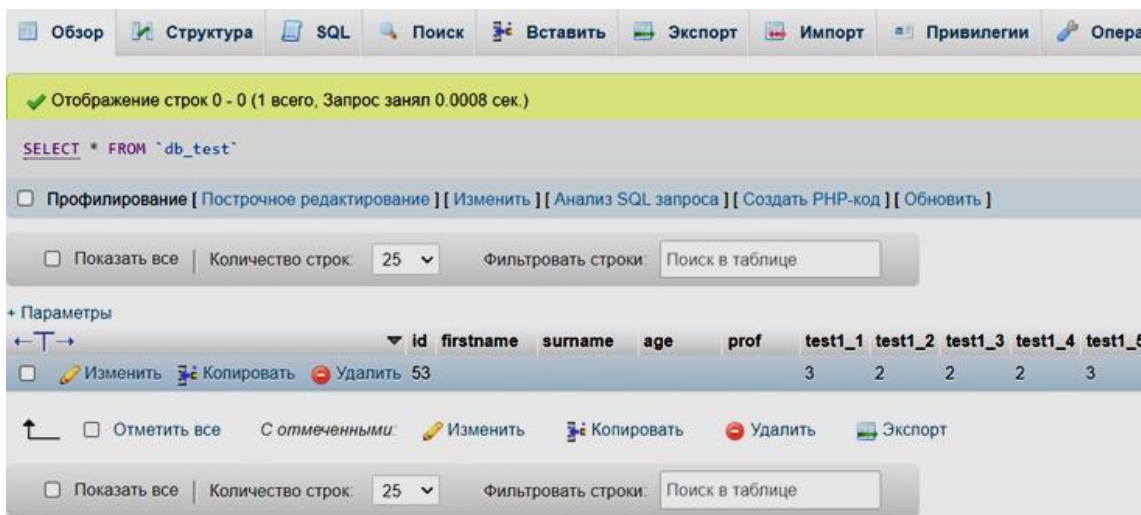 Обзор Структура SQL Поиск Вставить Экспорт Импорт Привилегии Опера
Отображение строк 0 - 0 (1 всего, Запрос занял 0.0008 сек.)
SELECT * FROM `db_test`
Профилирование [ Построчное редактирование ] [ Изменить ] [ Анализ SQL запроса ] [ Создать PHP-код ] [ Обновить ]
Показать все | Количество строк: 25 Фильтровать строки: Поиск в таблице
+ Параметры
←T→ id firstname surname age prof test1_1 test1_2 test1_3 test1_4 test1_5
Изменить Копировать Удалить 53 3 2 2 2 3
Отметить все С отмеченными: Изменить Копировать Удалить Экспорт
Показать все | Количество строк: 25 Фильтровать строки: Поиск в таблице